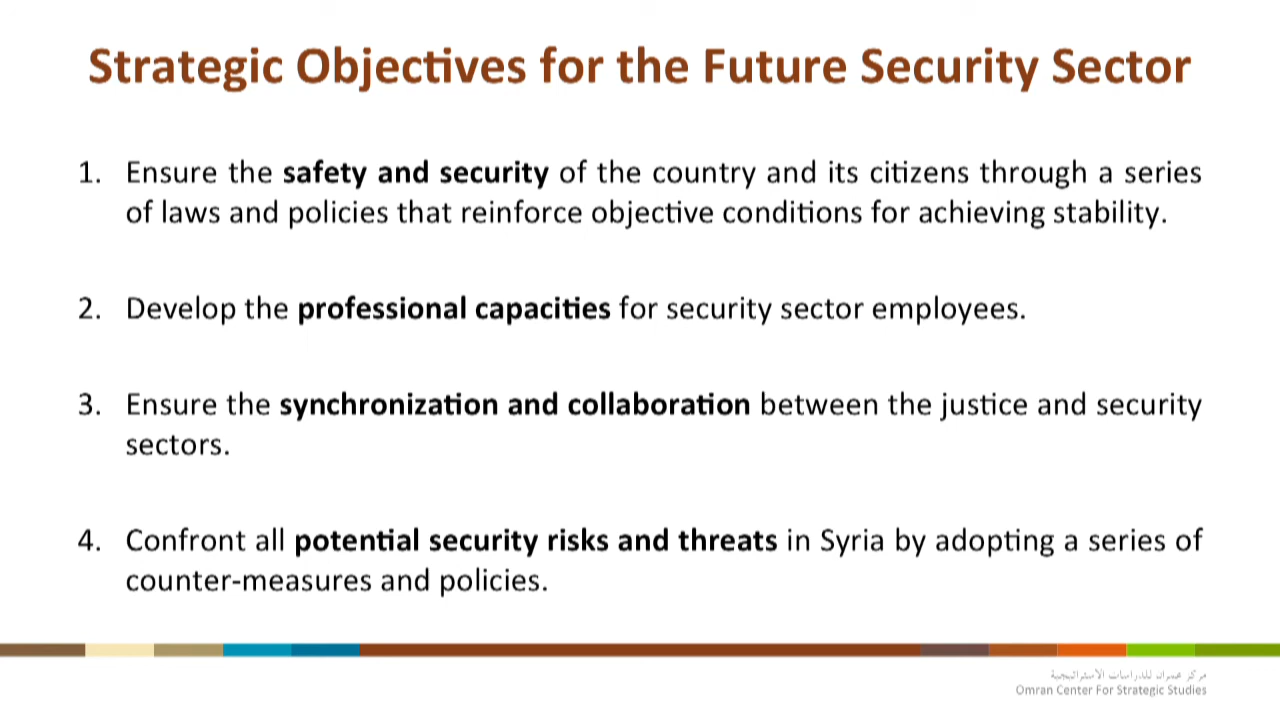 Strategic Objectives for the Future Security Sector
1. Ensure the safety and security of the country and its citizens through a series
of laws and policies that reinforce objective conditions for achieving stability.
2. Develop the professional capacities for security sector employees.
3. Ensure the synchronization and collaboration between the justice and security
sectors.
4. Confront all potential security risks and threats in Syria by adopting a series of
counter-measures and policies.
مركز عمران للدراسات الاستراتيجية
Omran Center For Strategic Studies